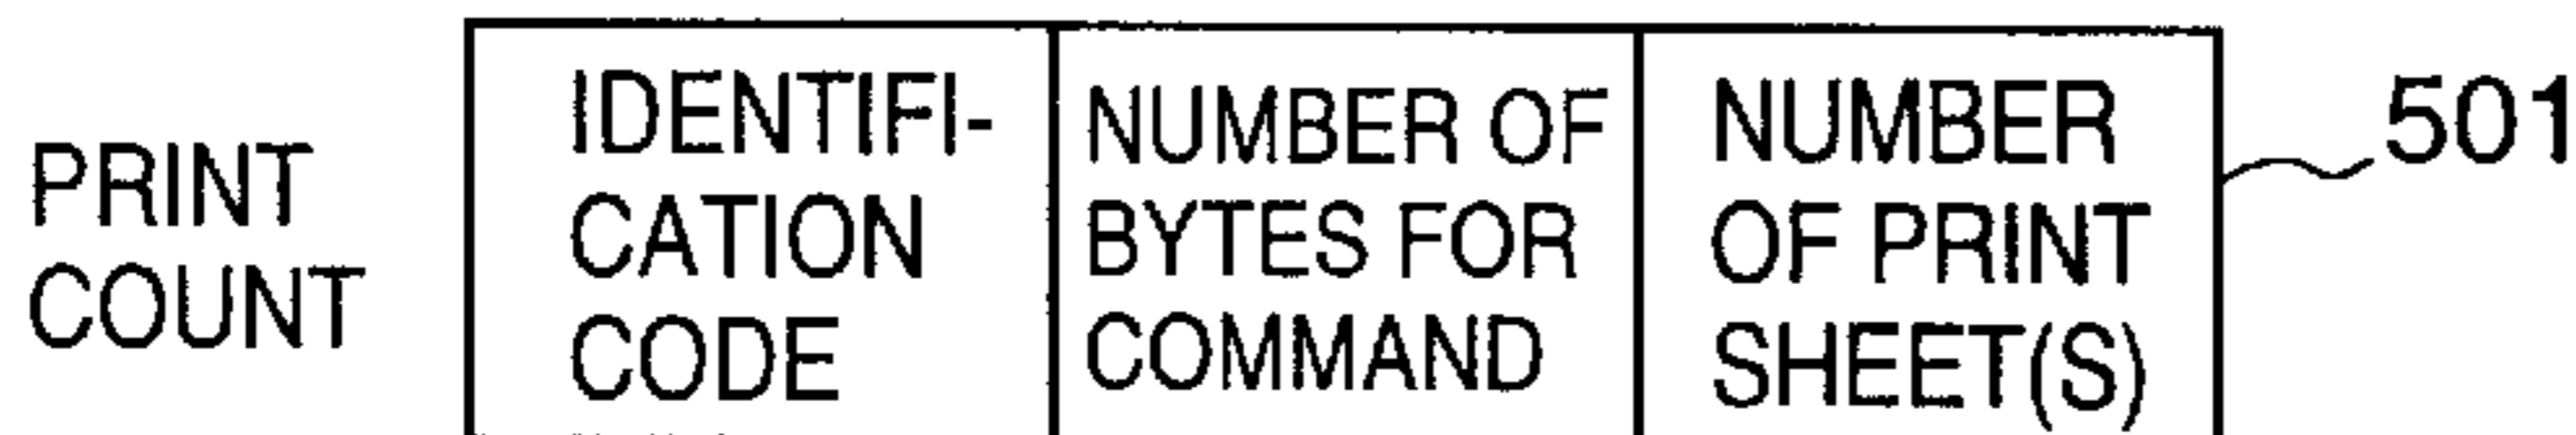 PRINT
COUNT
IDENTIFI-
CATION
CODE
NUMBER OF
BYTES FOR
COMMAND
NUMBER
OF PRINT
SHEET(S)
501